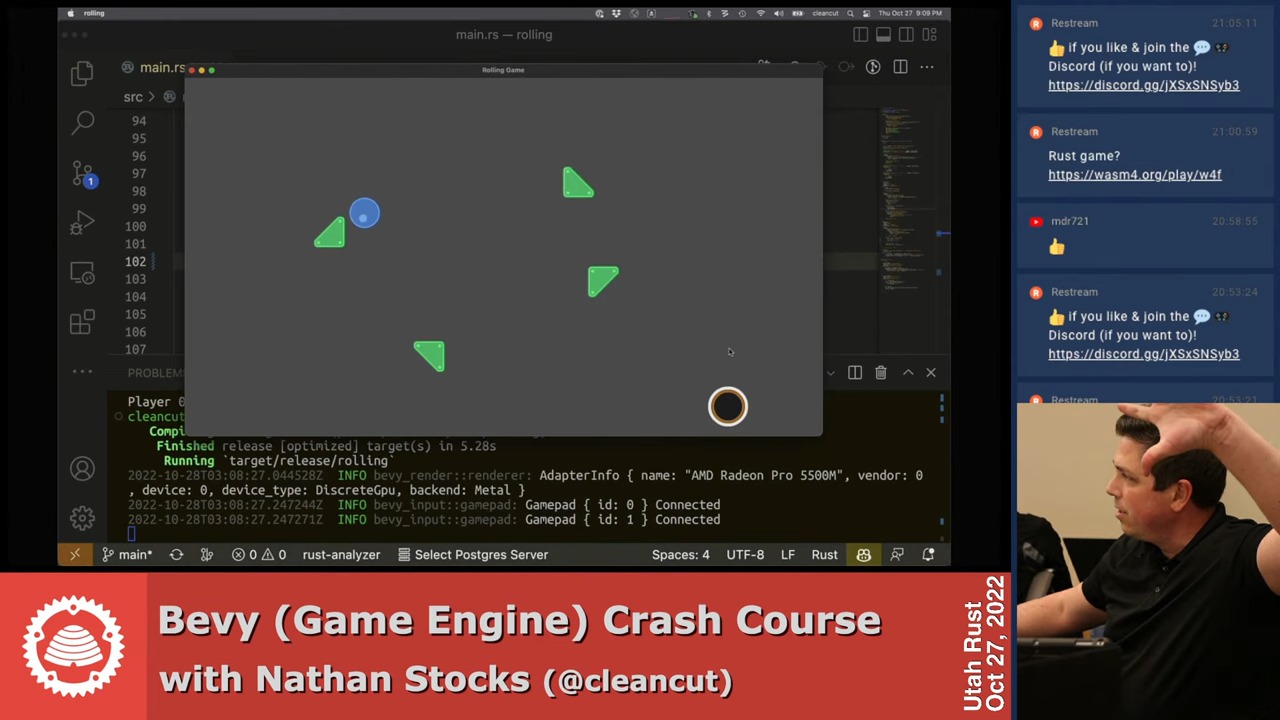 rolling
cleancut
Thu Oct 27 9:09 PM
main.rs — rolling
main.rs
Rolling Game
src
94
95
96
97
98
99
100
101
102
103
104
105
106
107
1
PROBLEMS
Player 0
cleancut
Finished release [optimized] target(s) in 5.28s
Running `target/release/rolling`
2022-10-28T03:08:27.044528Z INFO bevy_render::renderer: AdapterInfo { name: "AMD Radeon Pro 5500M", vendor: 0
, device: 0, device_type: DiscreteGpu, backend: Metal }
2022-10-28T03:08:27.247244Z INFO bevy_input::gamepad: Gamepad { id: 0 } Connected
2022-10-28T03:08:27.247271Z INFO bevy_input::gamepad: Gamepad { id: 1 } Connected
main* 0 0 rust-analyzer Select Postgres Server Spaces: 4 UTF-8 LF Rust
Restream 21:05:11
👍 if you like & join the 💬
Discord (if you want to)!
https://discord.gg/jXSxSNSyb3
Restream 21:00:59
Rust game?
https://wasm4.org/play/w4f
mdr721 20:58:55
👍
Restream 20:53:24
👍 if you like & join the 💬
Discord (if you want to)!
https://discord.gg/jXSxSNSyb3
Restream 20:53:21
Bevy (Game Engine) Crash Course
with Nathan Stocks (@cleancut)
Utah Rust
Oct 27, 2022